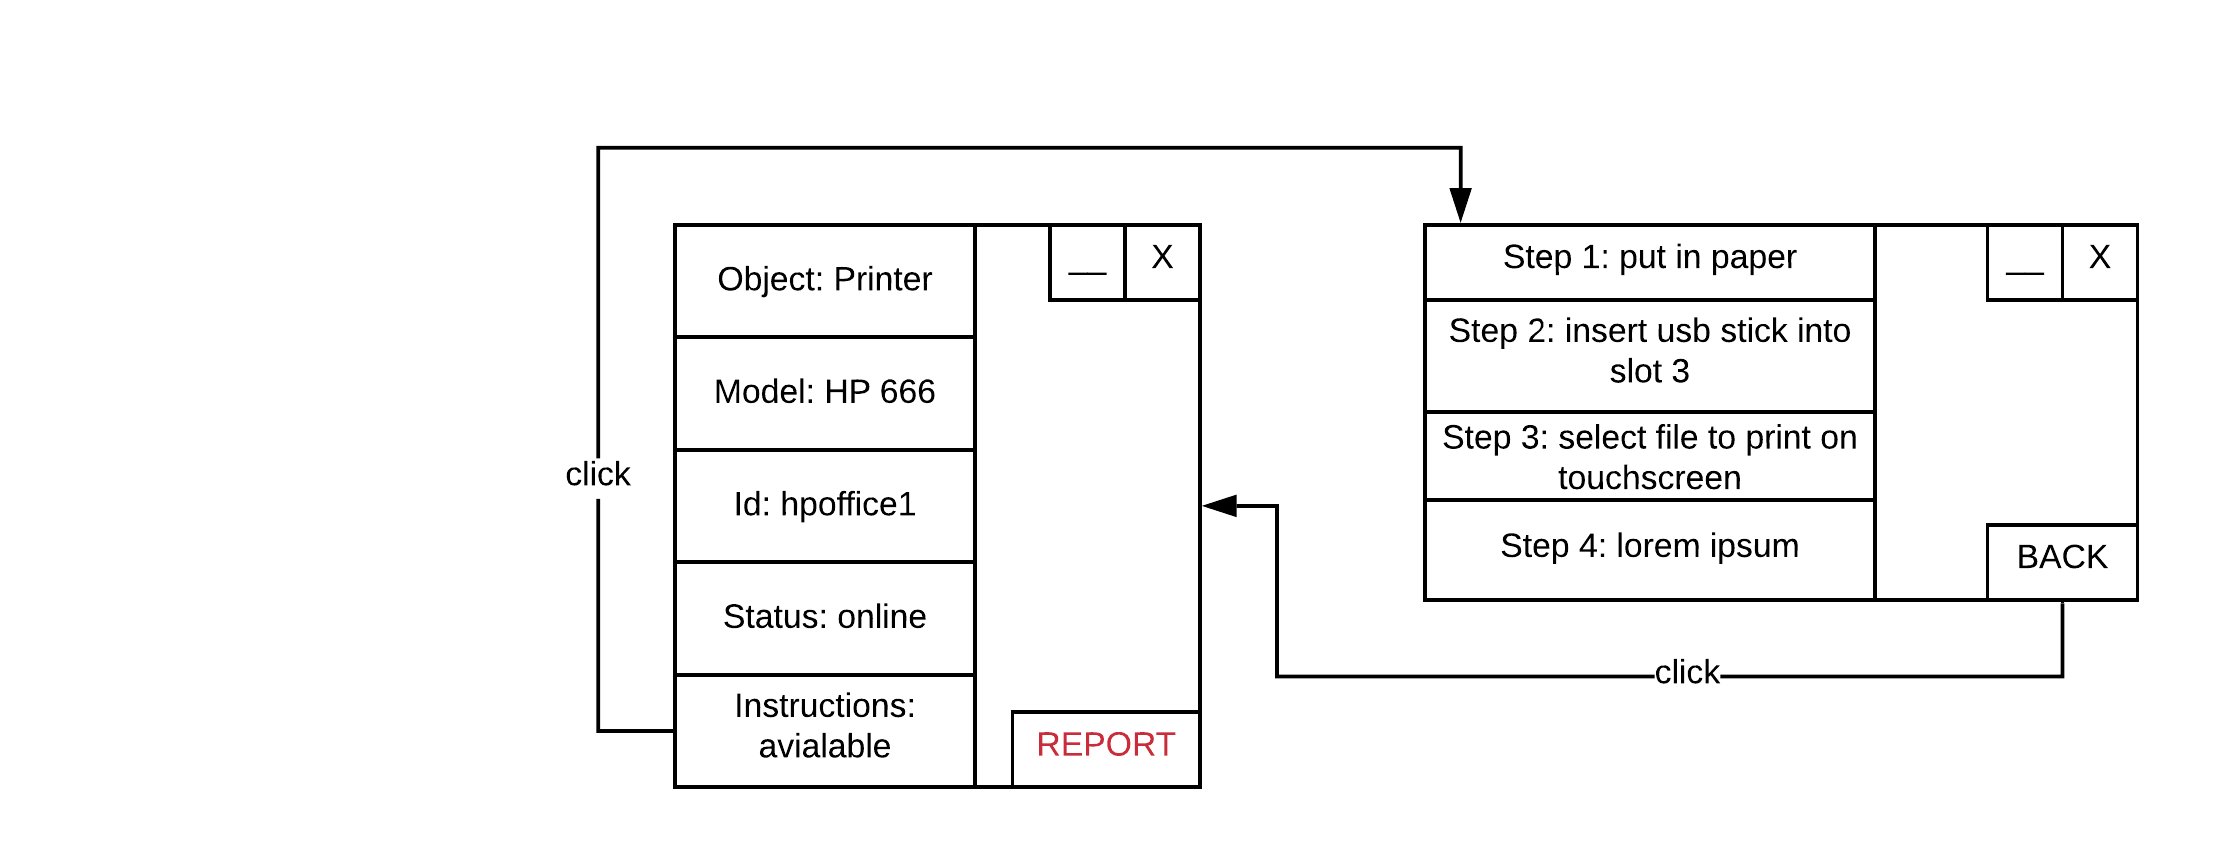 Object: Printer
Model: HP 666
Id: hpoffice1
Status: online
Instructions:
avialable
__ X
REPORT
click
Step 1: put in paper
Step 2: insert usb stick into
slot 3
Step 3: select file to print on
touchscreen
Step 4: lorem ipsum
__ X
BACK
click